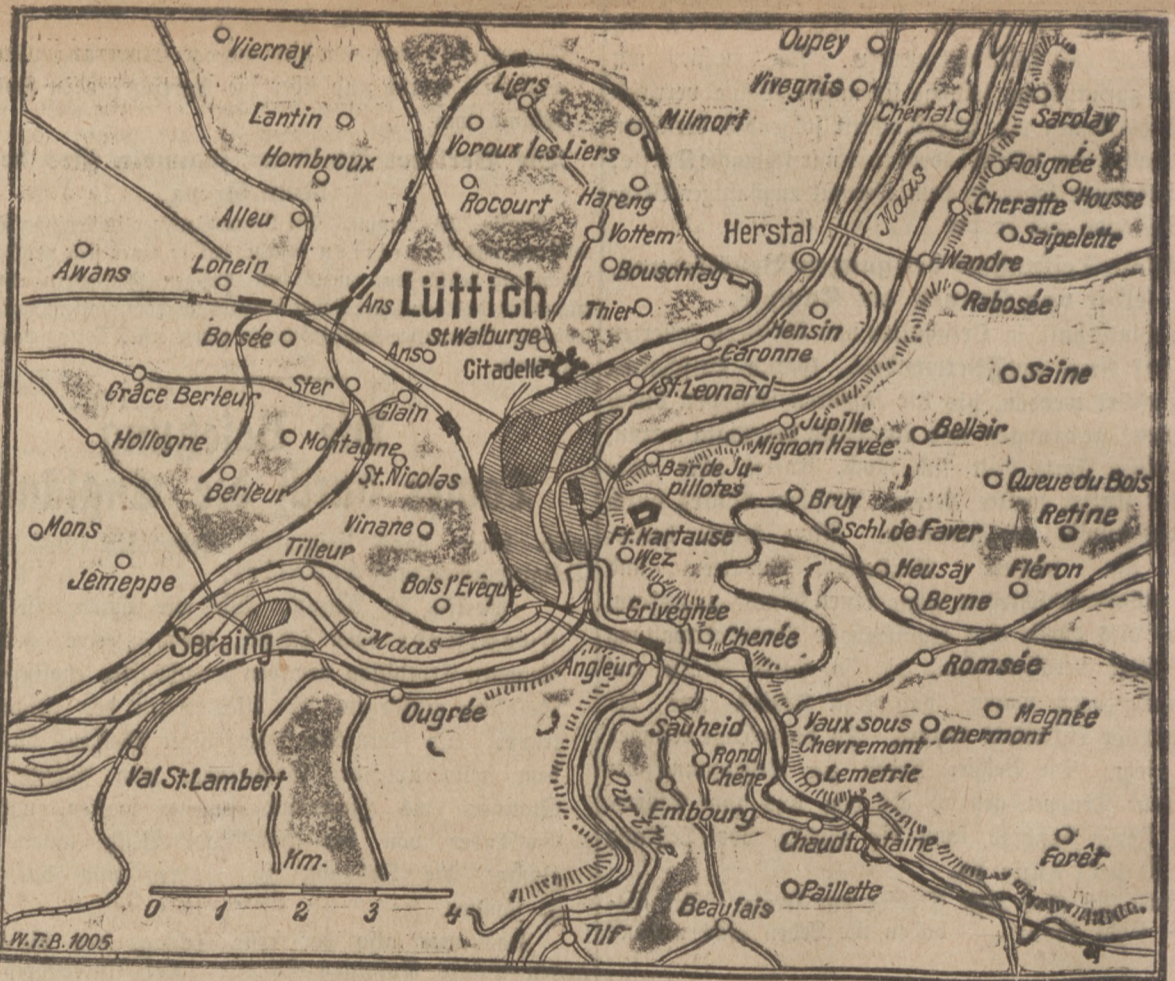 Viernay
Oupey
Liers
Vivegnis
Lantin
Milmort
Chertal
Sarolay
Voroux les Liers
Hombroux
Aloignée
Rocourt
Hareng
Maas
Housse
Cheratte
Alleu
Vottem
Herstal
Saipelette
Awans
Lonein
Bouschtay
Wandre
Ans
Lüttich
Thier
Rabosée
Bolsée
St. Walburge
Hensin
Ans
Caronne
Citadelle
Saine
Grâce Berleur
Ster
St. Leonard
Glain
Jupille
Hollogne
Montagne
Mignon Havée
Bellair
St. Nicolas
Bar de Ju-
pillotes
Berleur
Queue du Bois
Bruy
Mons
Vinane
Ft. Kartause
Schl. de Faver
Retine
Tilleur
Wez
Jêmeppe
Bois l'Evêque
Heusay
Fléron
Grivegnée
Beyne
Seraing
Maas
Chenée
Angleur
Romsée
Ougrée
Sauheid
Vaux sous
Chevremont
Chermont
Magnée
Val St. Lambert
Rond
Chêne
Lemetrie
Ourthe
Embourg
Chaudfontaine
Km.
Forêt
0 1 2 3 4
Paillette
Beaufais
Tilf
W.T.B. 1005